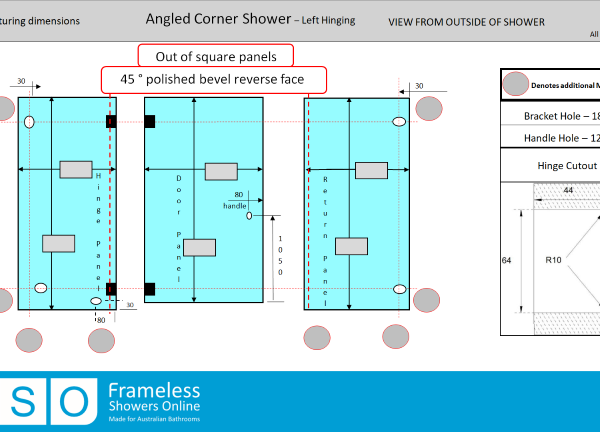 turing dimensions
Angled Corner Shower – Left Hinging
VIEW FROM OUTSIDE OF SHOWER
All
Out of square panels
45 ° polished bevel reverse face
30
30
Denotes additional M
Bracket Hole – 18
Handle Hole – 12
Hinge Cutout
Hinge Panel
Door Panel
Return Panel
80
handle
1050
30
80
44
64
R10
SO
Frameless
Showers Online
Made for Australian Bathrooms